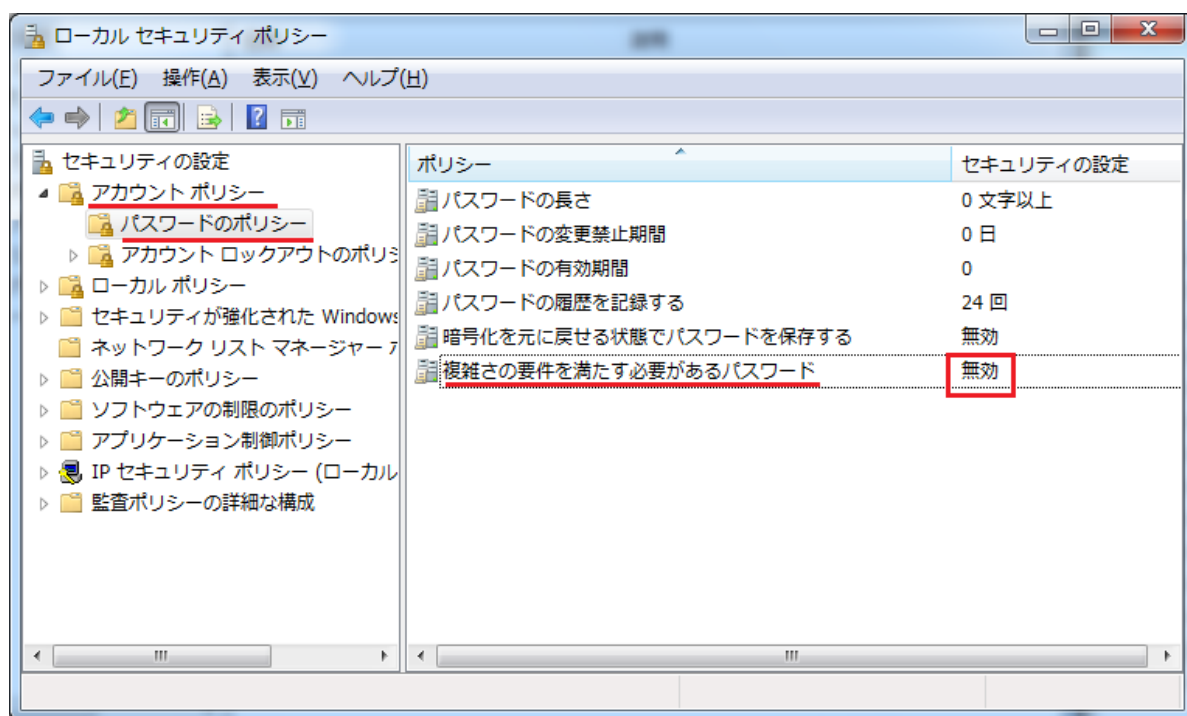 ローカル セキュリティ ポリシー
ファイル(F) 操作(A) 表示(V) ヘルプ(H)
セキュリティの設定
アカウント ポリシー
パスワードのポリシー
アカウント ロックアウトのポリシ
ローカル ポリシー
セキュリティが強化された Windows
ネットワーク リスト マネージャー
公開キーのポリシー
ソフトウェアの制限のポリシー
アプリケーション制御ポリシー
IP セキュリティ ポリシー (ローカル
監査ポリシーの詳細な構成
ポリシー セキュリティの設定
パスワードの長さ 0 文字以上
パスワードの変更禁止期間 0 日
パスワードの有効期間 0
パスワードの履歴を記録する 24 回
暗号化を元に戻せる状態でパスワードを保存する 無効
複雑さの要件を満たす必要があるパスワード 無効